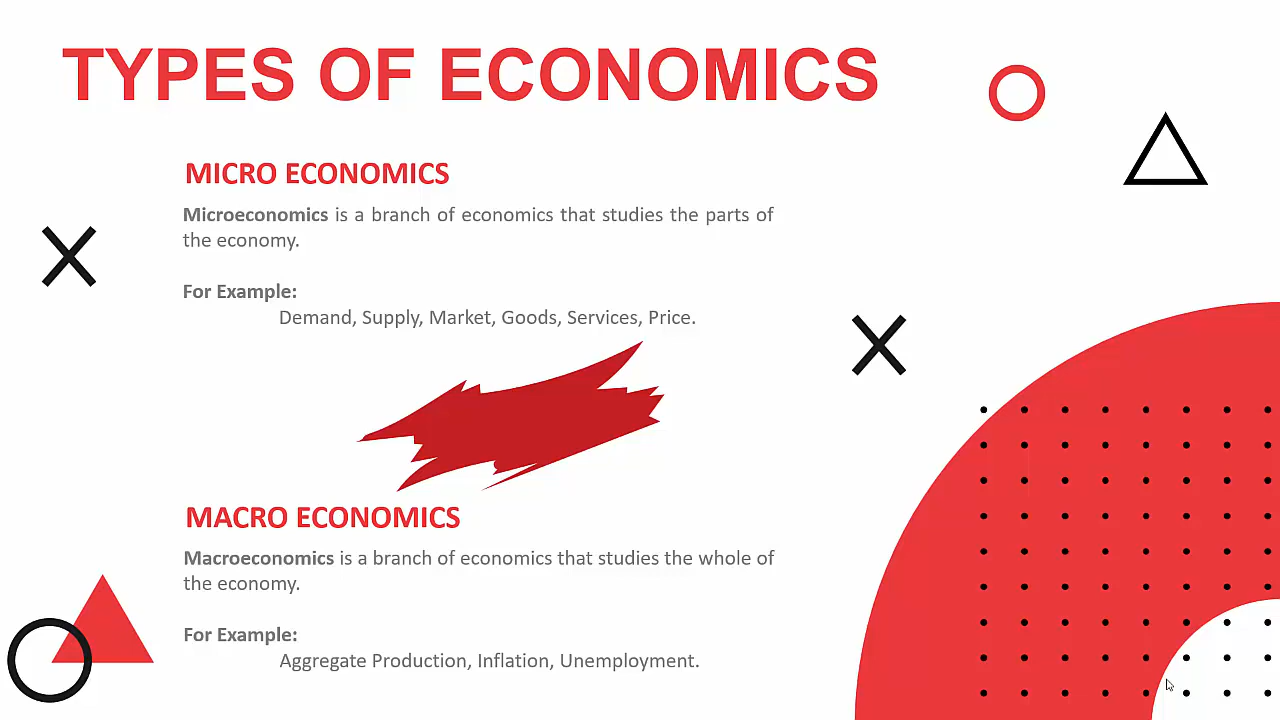 TYPES OF ECONOMICS
MICRO ECONOMICS
Microeconomics is a branch of economics that studies the parts of
the economy.
For Example:
Demand, Supply, Market, Goods, Services, Price.
MACRO ECONOMICS
Macroeconomics is a branch of economics that studies the whole of
the economy.
For Example:
Aggregate Production, Inflation, Unemployment.